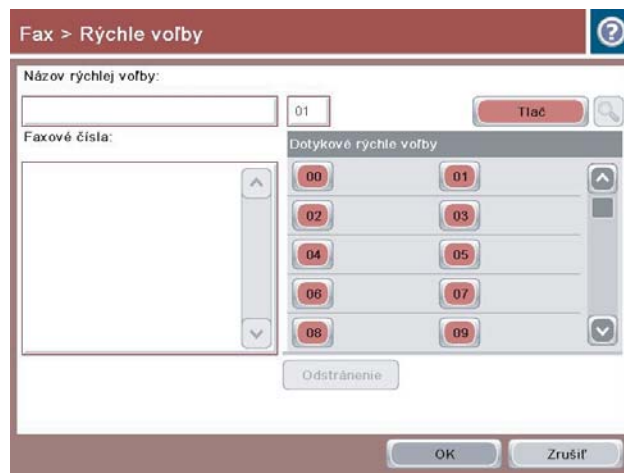 Fax > Rýchle voľby
Názov rýchlej voľby:
01
Tlač
Faxové čísla:
Dotykové rýchle voľby
00 01
02 03
04 05
06 07
08 09
Odstránenie
OK Zrušiť